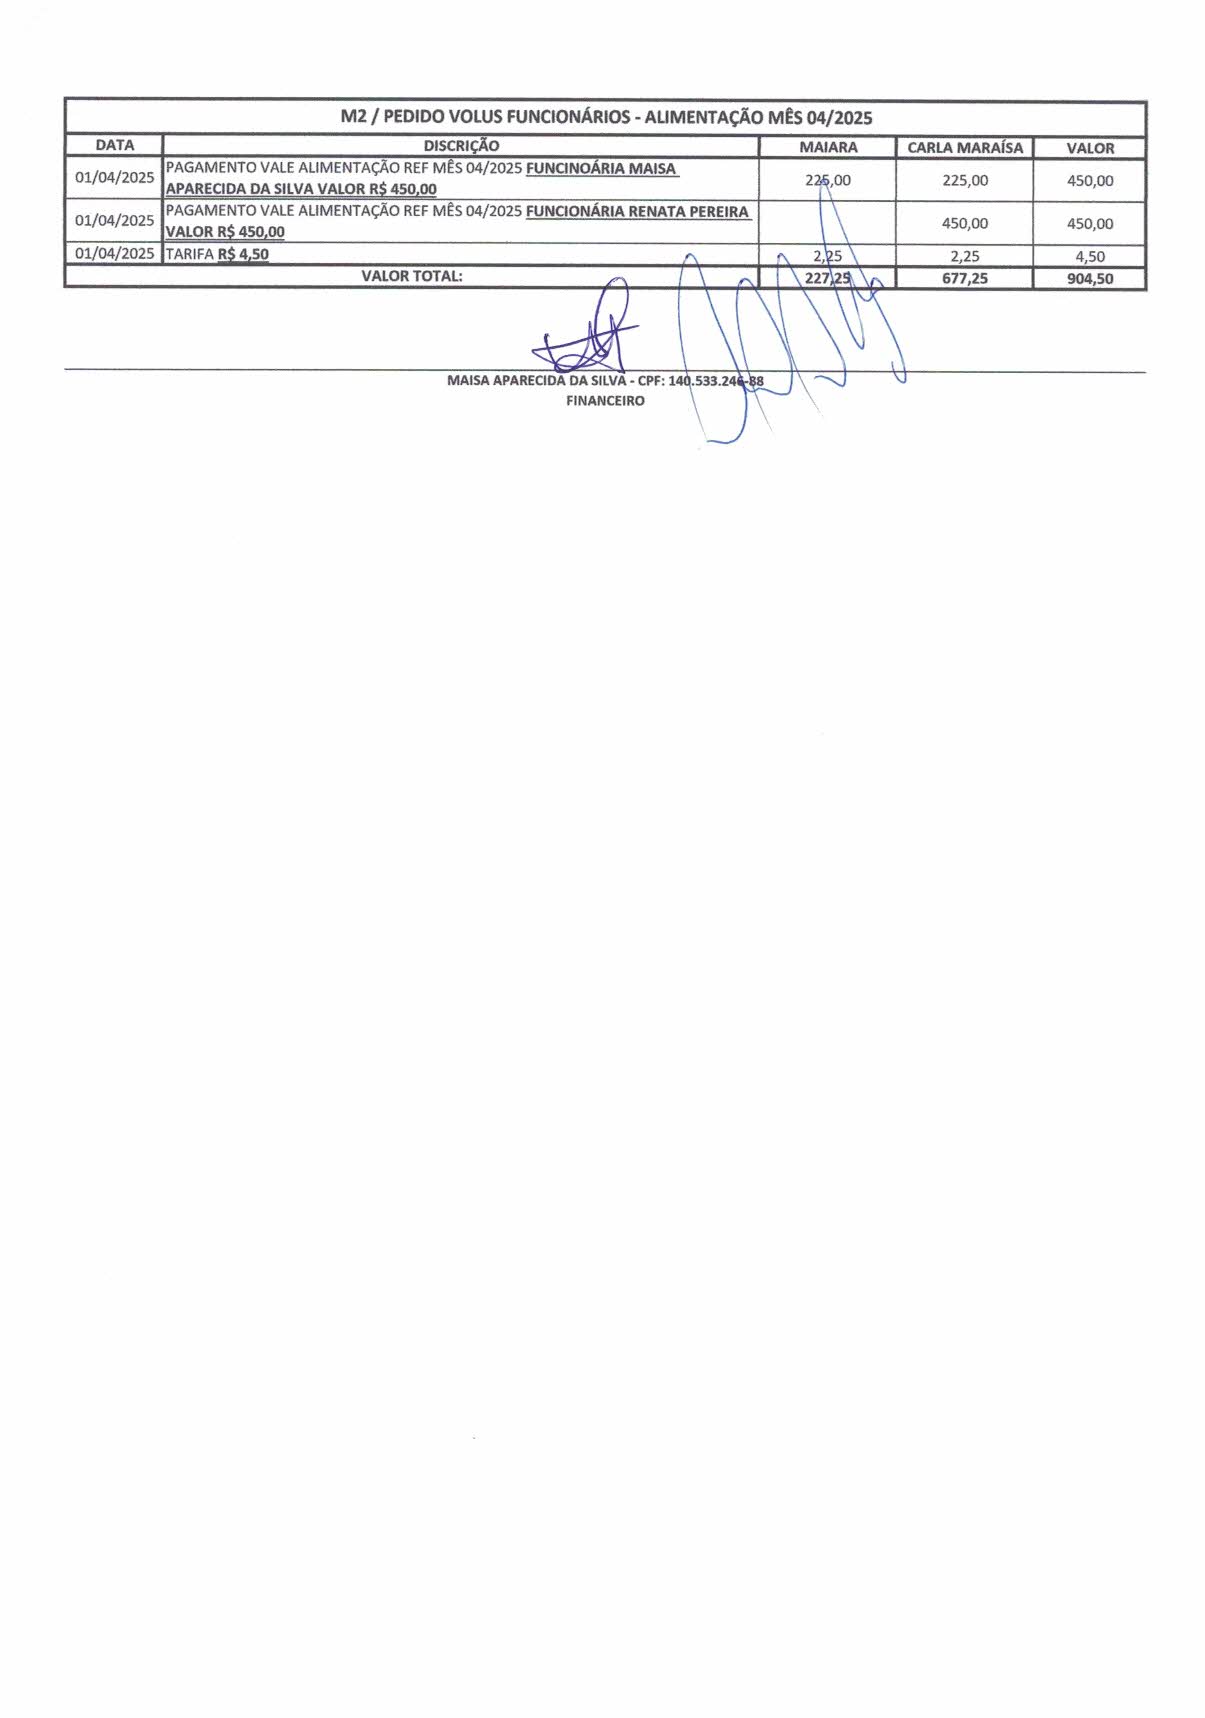 M2 / PEDIDO VOLUS FUNCIONÁRIOS - ALIMENTAÇÃO MÊS 04/2025
DATA DISCRIÇÃO MAIARA CARLA MARAÍSA VALOR
01/04/2025 PAGAMENTO VALE ALIMENTAÇÃO REF MÊS 04/2025 FUNCINOÁRIA MAISA
APARECIDA DA SILVA VALOR R$ 450,00 225,00 225,00 450,00
01/04/2025 PAGAMENTO VALE ALIMENTAÇÃO REF MÊS 04/2025 FUNCIONÁRIA RENATA PEREIRA
VALOR R$ 450,00 450,00 450,00
01/04/2025 TARIFA R$ 4,50 2,25 2,25 4,50
VALOR TOTAL: 227,25 677,25 904,50
MAISA APARECIDA DA SILVA - CPF: 140.533.246-88
FINANCEIRO